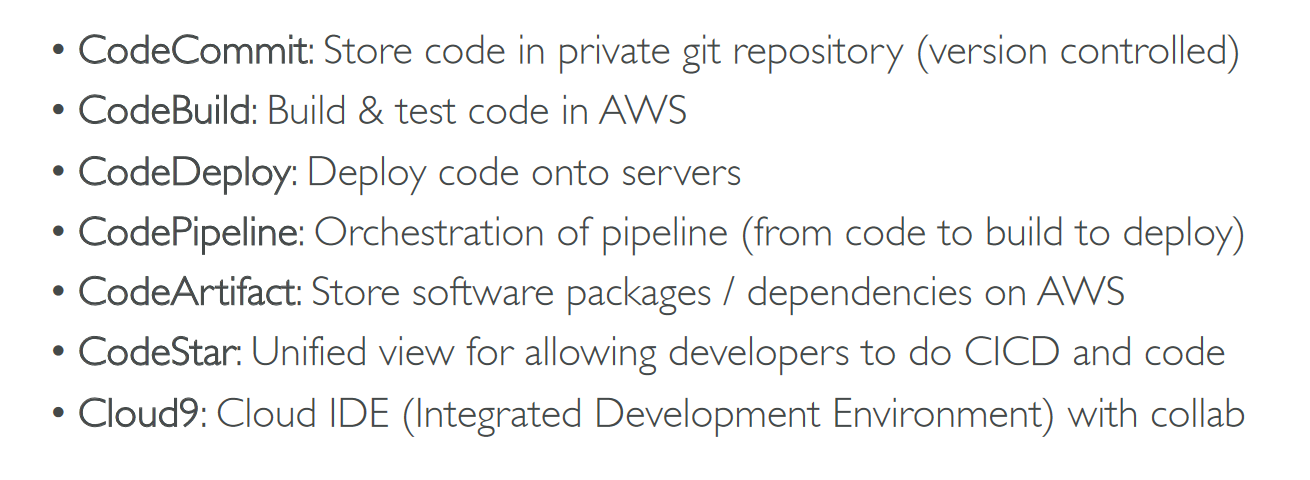 • CodeCommit: Store code in private git repository (version controlled)
• CodeBuild: Build & test code in AWS
• CodeDeploy: Deploy code onto servers
• CodePipeline: Orchestration of pipeline (from code to build to deploy)
• CodeArtifact: Store software packages / dependencies on AWS
• CodeStar: Unified view for allowing developers to do CICD and code
• Cloud9: Cloud IDE (Integrated Development Environment) with collab